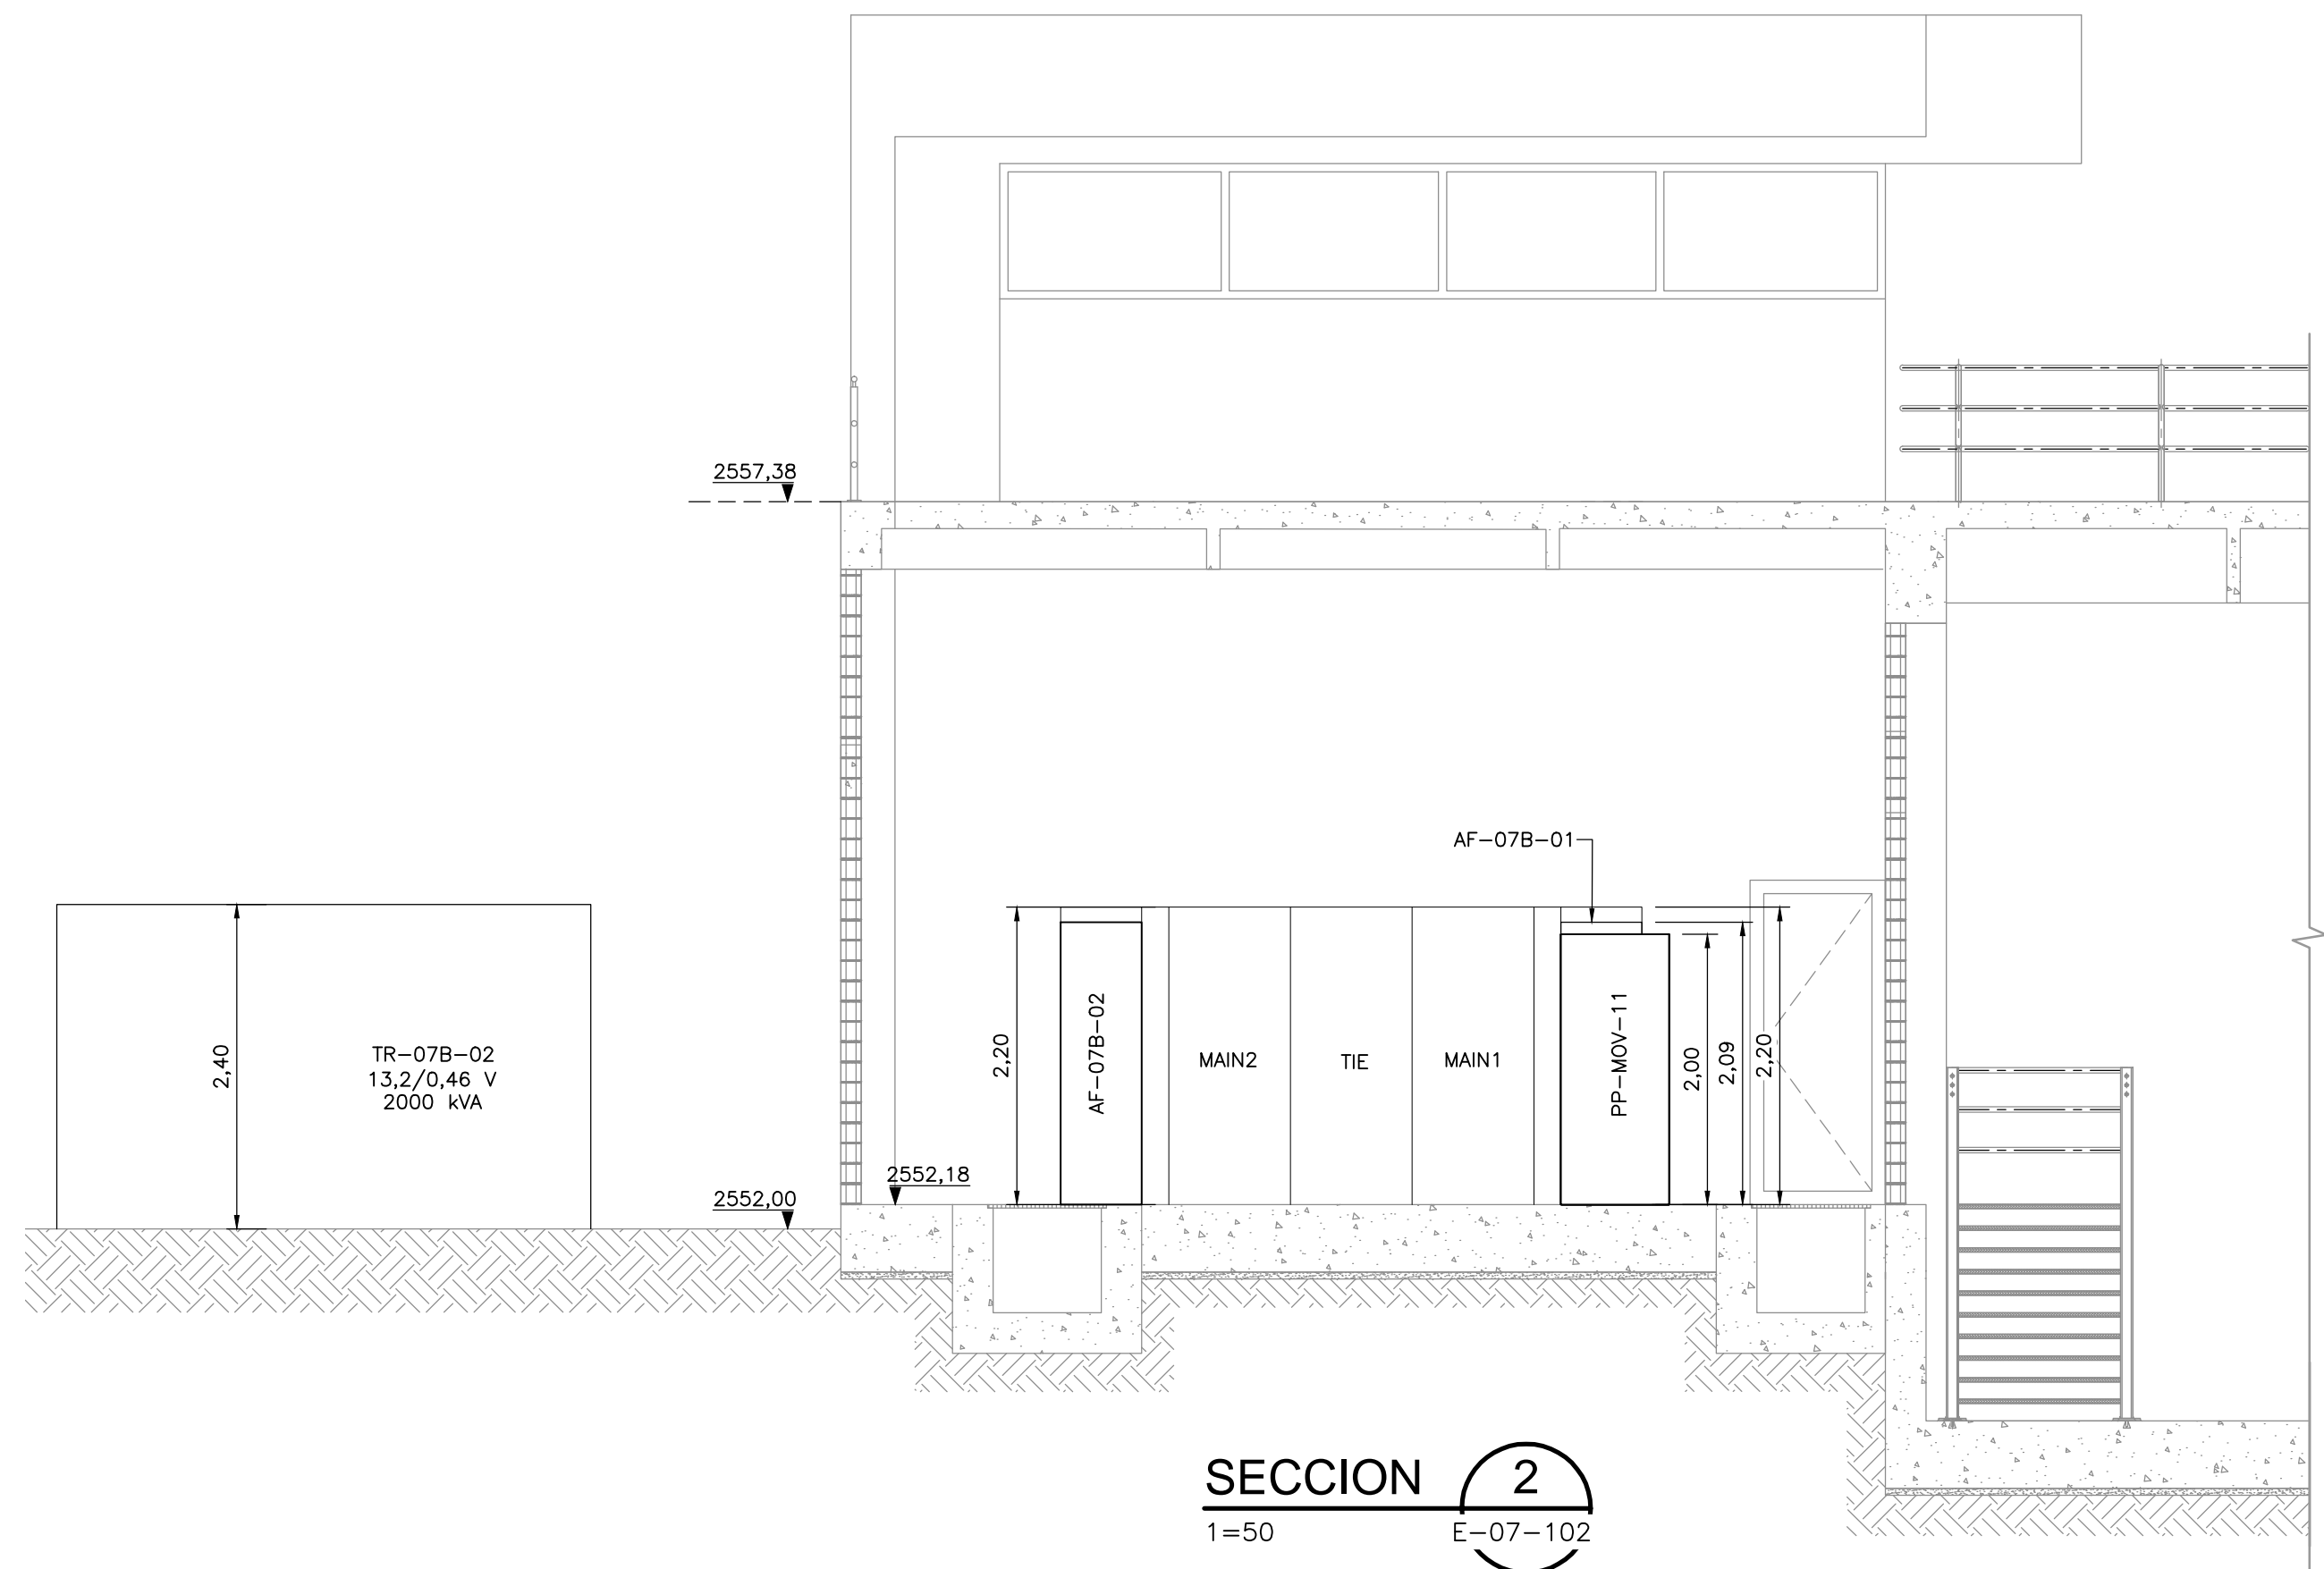 2557,38
AF-07B-01
2,40
TR-07B-02
13,2/0,46 V
2000 kVA
2,20
AF-07B-02
MAIN2
TIE
MAIN1
PP-MOV-11
2,00
2,09
2,20
2552,18
2552,00
SECCION
2
1=50
E-07-102